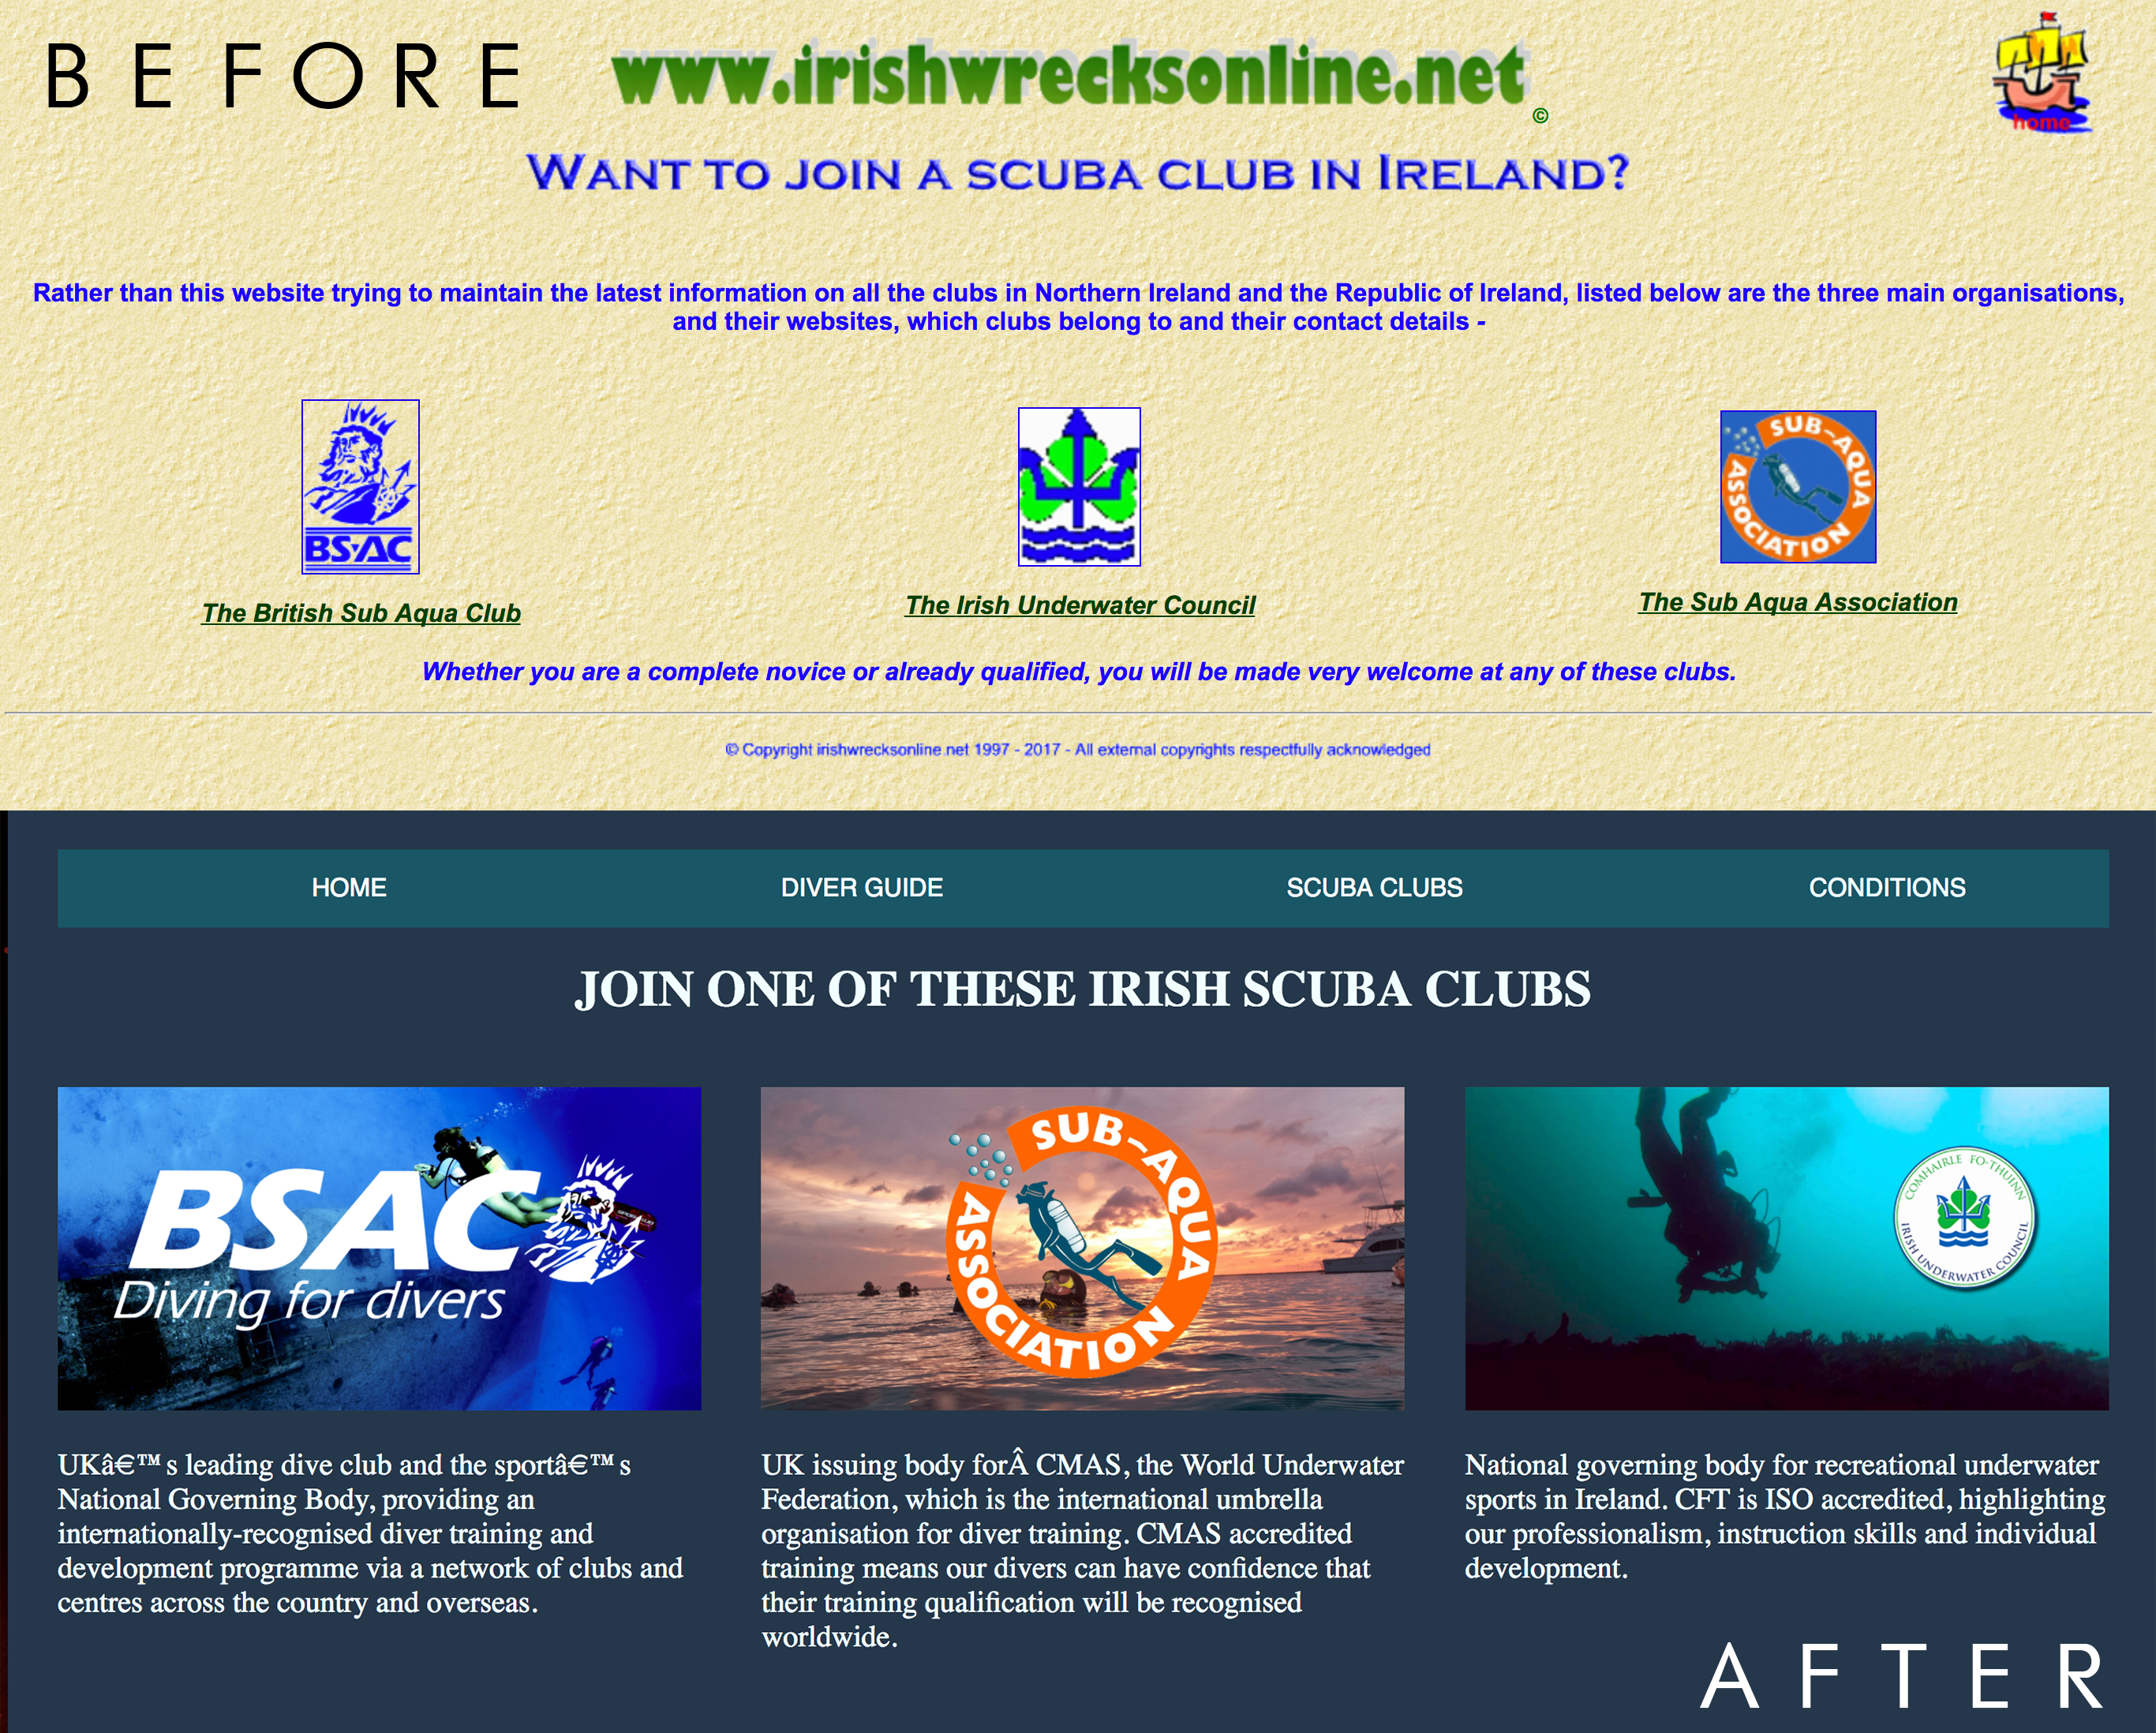 BEFORE
www.irishwrecksonline.net
©
home
WANT TO JOIN A SCUBA CLUB IN IRELAND?
Rather than this website trying to maintain the latest information on all the clubs in Northern Ireland and the Republic of Ireland, listed below are the three main organisations,
and their websites, which clubs belong to and their contact details -
BS-AC
SUB-AQUA ASSOCIATION
The British Sub Aqua Club
The Irish Underwater Council
The Sub Aqua Association
Whether you are a complete novice or already qualified, you will be made very welcome at any of these clubs.
© Copyright irishwrecksonline.net 1997 - 2017 - All external copyrights respectfully acknowledged
HOME
DIVER GUIDE
SCUBA CLUBS
CONDITIONS
JOIN ONE OF THESE IRISH SCUBA CLUBS
BSAC
Diving for divers
SUB-AQUA ASSOCIATION
COMHAIRLE FO-THUINN
IRISH UNDERWATER COUNCIL
UKâ€™s leading dive club and the sportâ€™s
National Governing Body, providing an
internationally-recognised diver training and
development programme via a network of clubs and
centres across the country and overseas.
UK issuing body forÂ CMAS, the World Underwater
Federation, which is the international umbrella
organisation for diver training. CMAS accredited
training means our divers can have confidence that
their training qualification will be recognised
worldwide.
National governing body for recreational underwater
sports in Ireland. CFT is ISO accredited, highlighting
our professionalism, instruction skills and individual
development.
AFTER